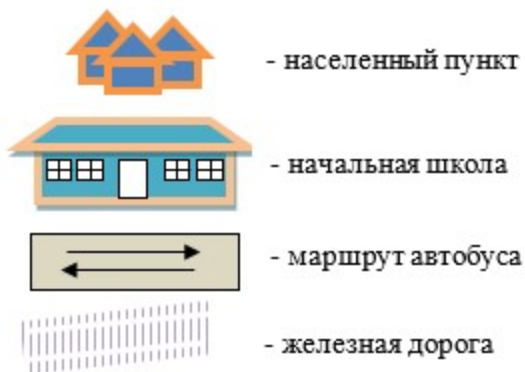 - населенный пункт
- начальная школа
- маршрут автобуса
- железная дорога